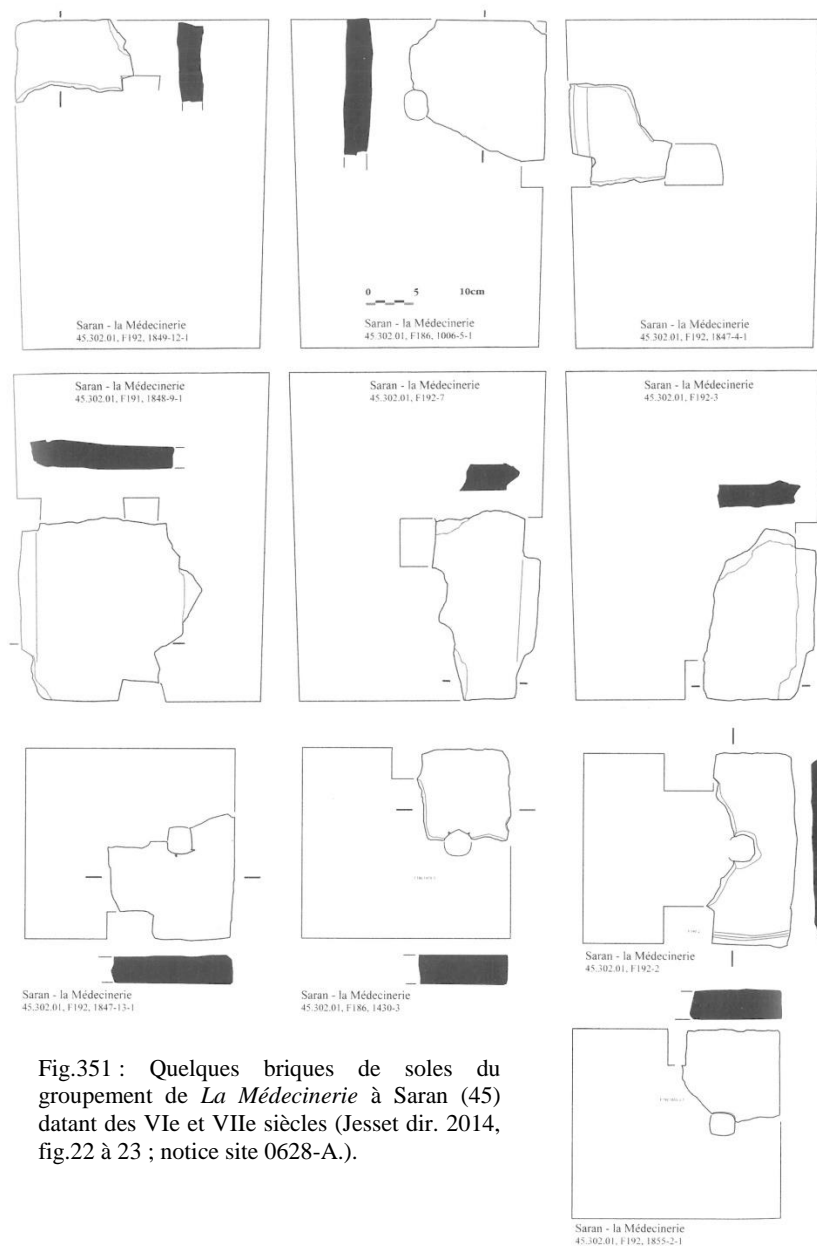 Saran - la Médecinerie
45.302.01, F192, 1849-12-1
0 5 10cm
Saran - la Médecinerie
45.302.01, F186, 1006-5-1
Saran - la Médecinerie
45.302.01, F192, 1847-4-1
Saran - la Médecinerie
45.302.01, F191, 1848-9-1
Saran - la Médecinerie
45.302.01, F192-7
Saran - la Médecinerie
45.302.01, F192-3
Saran - la Médecinerie
45.302.01, F192, 1847-13-1
Saran - la Médecinerie
45.302.01, F186, 1430-3
Saran - la Médecinerie
45.302.01, F192-2
Saran - la Médecinerie
45.302.01, F192, 1855-2-1
Fig.351 : Quelques briques de soles du
groupement de La Médecinerie à Saran (45)
datant des VIe et VIIe siècles (Jesset dir. 2014,
fig.22 à 23 ; notice site 0628-A.).